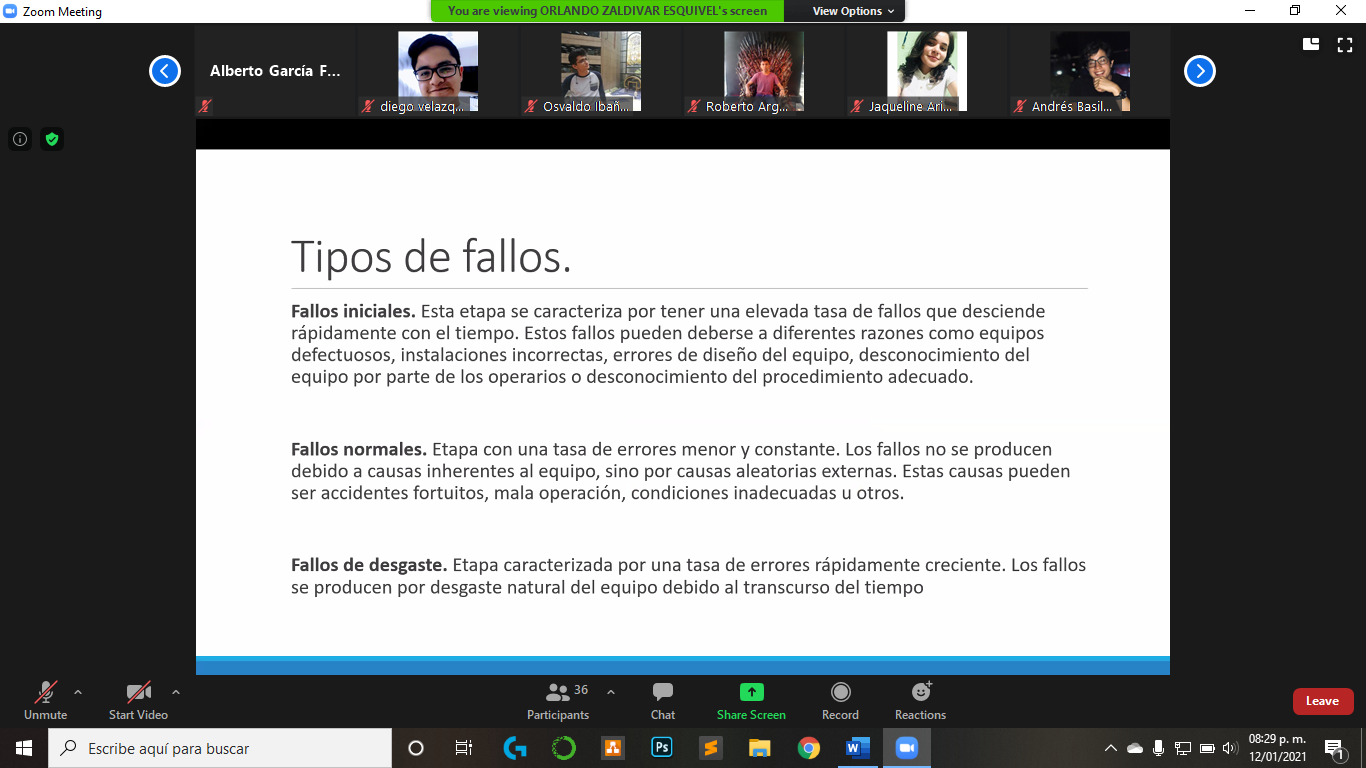 Zoom Meeting
You are viewing ORLANDO ZALDIVAR ESQUIVEL's screen
View Options
Alberto García F...
diego velazq...
Osvaldo Ibañ...
Roberto Arg...
Jaqueline Ari...
Andrés Basil...
Tipos de fallos.
Fallos iniciales. Esta etapa se caracteriza por tener una elevada tasa de fallos que desciende
rápidamente con el tiempo. Estos fallos pueden deberse a diferentes razones como equipos
defectuosos, instalaciones incorrectas, errores de diseño del equipo, desconocimiento del
equipo por parte de los operarios o desconocimiento del procedimiento adecuado.
Fallos normales. Etapa con una tasa de errores menor y constante. Los fallos no se producen
debido a causas inherentes al equipo, sino por causas aleatorias externas. Estas causas pueden
ser accidentes fortuitos, mala operación, condiciones inadecuadas u otros.
Fallos de desgaste. Etapa caracterizada por una tasa de errores rápidamente creciente. Los fallos
se producen por desgaste natural del equipo debido al transcurso del tiempo
Unmute
Start Video
36
Participants
Chat
Share Screen
Record
Reactions
Leave
Escribe aquí para buscar
Ps
W
08:29 p. m.
12/01/2021
1